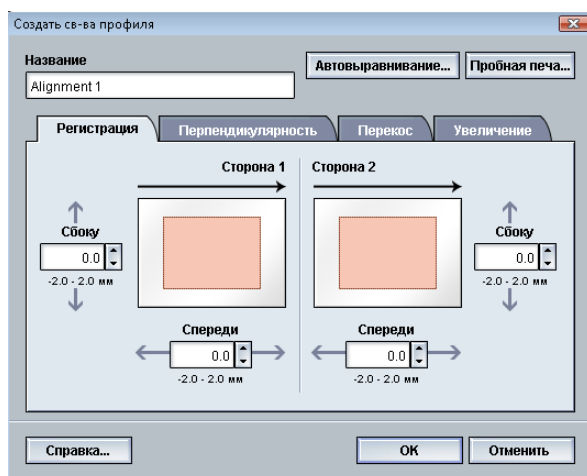 Создать св-ва профиля
Название
Alignment 1
Автовыравнивание...
Пробная печа...
Регистрация
Перпендикулярность
Перекос
Увеличение
Сторона 1
Сторона 2
Сбоку
0.0
-2.0 - 2.0 мм
Сбоку
0.0
-2.0 - 2.0 мм
Спереди
0.0
-2.0 - 2.0 мм
Спереди
0.0
-2.0 - 2.0 мм
Справка...
ОК
Отменить